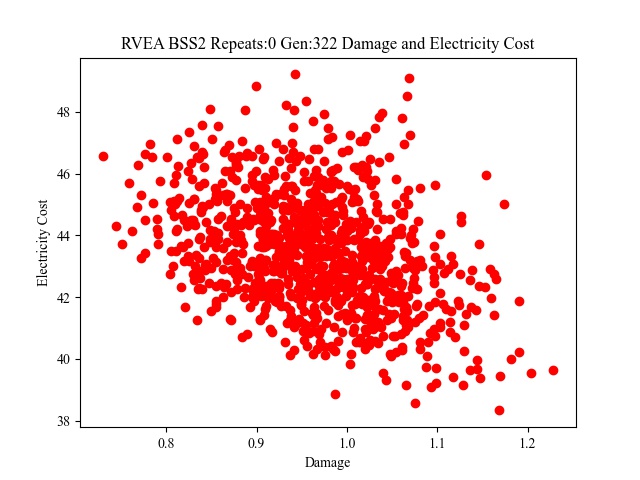 RVEA BSS2 Repeats:0 Gen:322 Damage and Electricity Cost
Electricity Cost
48
46
44
42
40
38
0.8 0.9 1.0 1.1 1.2
Damage